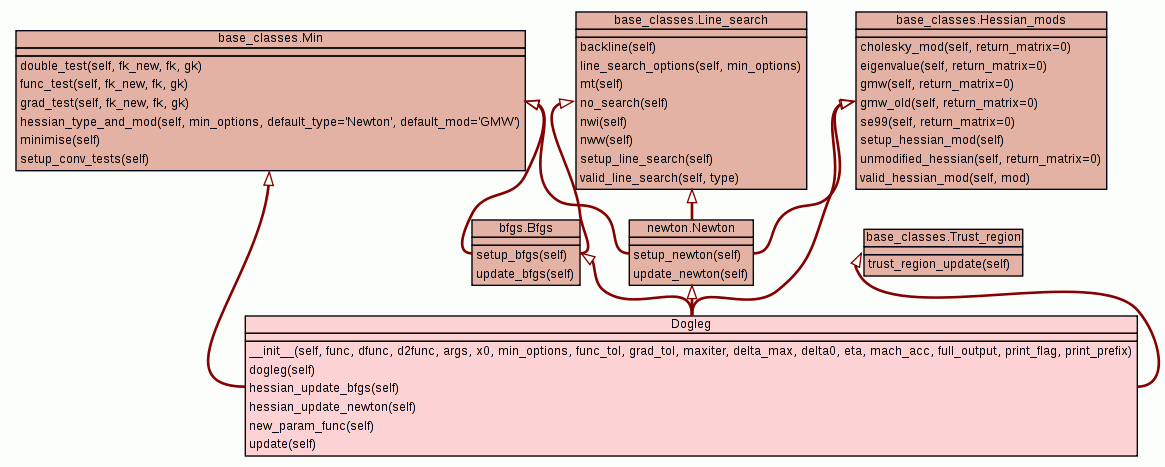 base_classes.Min
double_test(self, fk_new, fk, gk)
func_test(self, fk_new, fk, gk)
grad_test(self, fk_new, fk, gk)
hessian_type_and_mod(self, min_options, default_type='Newton', default_mod='GMW')
minimise(self)
setup_conv_tests(self)
base_classes.Line_search
backline(self)
line_search_options(self, min_options)
mt(self)
no_search(self)
nwi(self)
nww(self)
setup_line_search(self)
valid_line_search(self, type)
base_classes.Hessian_mods
cholesky_mod(self, return_matrix=0)
eigenvalue(self, return_matrix=0)
gmw(self, return_matrix=0)
gmw_old(self, return_matrix=0)
se99(self, return_matrix=0)
setup_hessian_mod(self)
unmodified_hessian(self, return_matrix=0)
valid_hessian_mod(self, mod)
bfgs.Bfgs
setup_bfgs(self)
update_bfgs(self)
newton.Newton
setup_newton(self)
update_newton(self)
base_classes.Trust_region
trust_region_update(self)
Dogleg
__init__(self, func, dfunc, d2func, args, x0, min_options, func_tol, grad_tol, maxiter, delta_max, delta0, eta, mach_acc, full_output, print_flag, print_prefix)
dogleg(self)
hessian_update_bfgs(self)
hessian_update_newton(self)
new_param_func(self)
update(self)